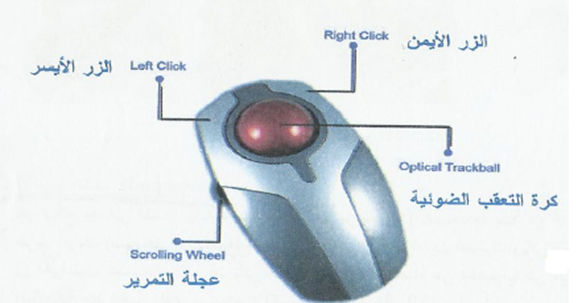 Right Click الزر الأيمن
Left Click الزر الأيسر
Optical Trackball
كرة التعقب الضوئية
Scrolling Wheel
عجلة التمرير